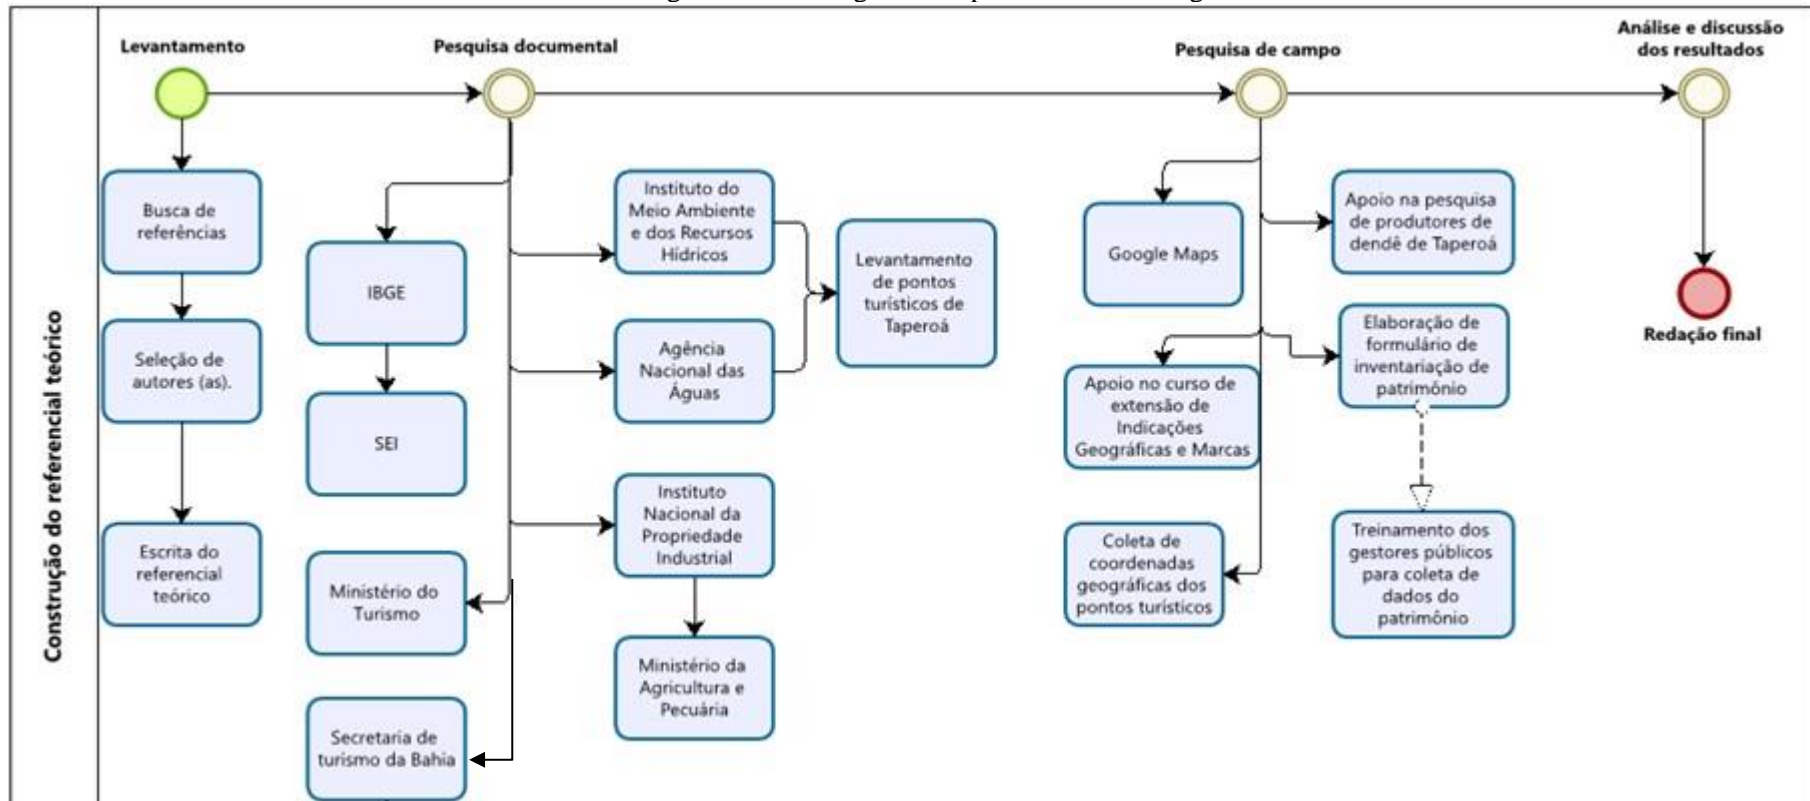 Levantamento
Pesquisa documental
Pesquisa de campo
Análise e discussão
dos resultados
Construção do referencial teórico
Busca de
referências
Seleção de
autores (as).
Escrita do
referencial
teórico
IBGE
SEI
Ministério do
Turismo
Secretaria de
turismo da Bahia
Instituto do
Meio Ambiente
e dos Recursos
Hídricos
Agência
Nacional das
Águas
Levantamento
de pontos
turísticos de
Taperoá
Instituto
Nacional da
Propriedade
Industrial
Ministério da
Agricultura e
Pecuária
Google Maps
Apoio na pesquisa
de produtores de
dendê de Taperoá
Apoio no curso de
extensão de
Indicações
Geográficas e Marcas
Elaboração de
formulário de
inventariação de
patrimônio
Coleta de
coordenadas
geográficas dos
pontos turísticos
Treinamento dos
gestores públicos
para coleta de
dados do
patrimônio
Redação final